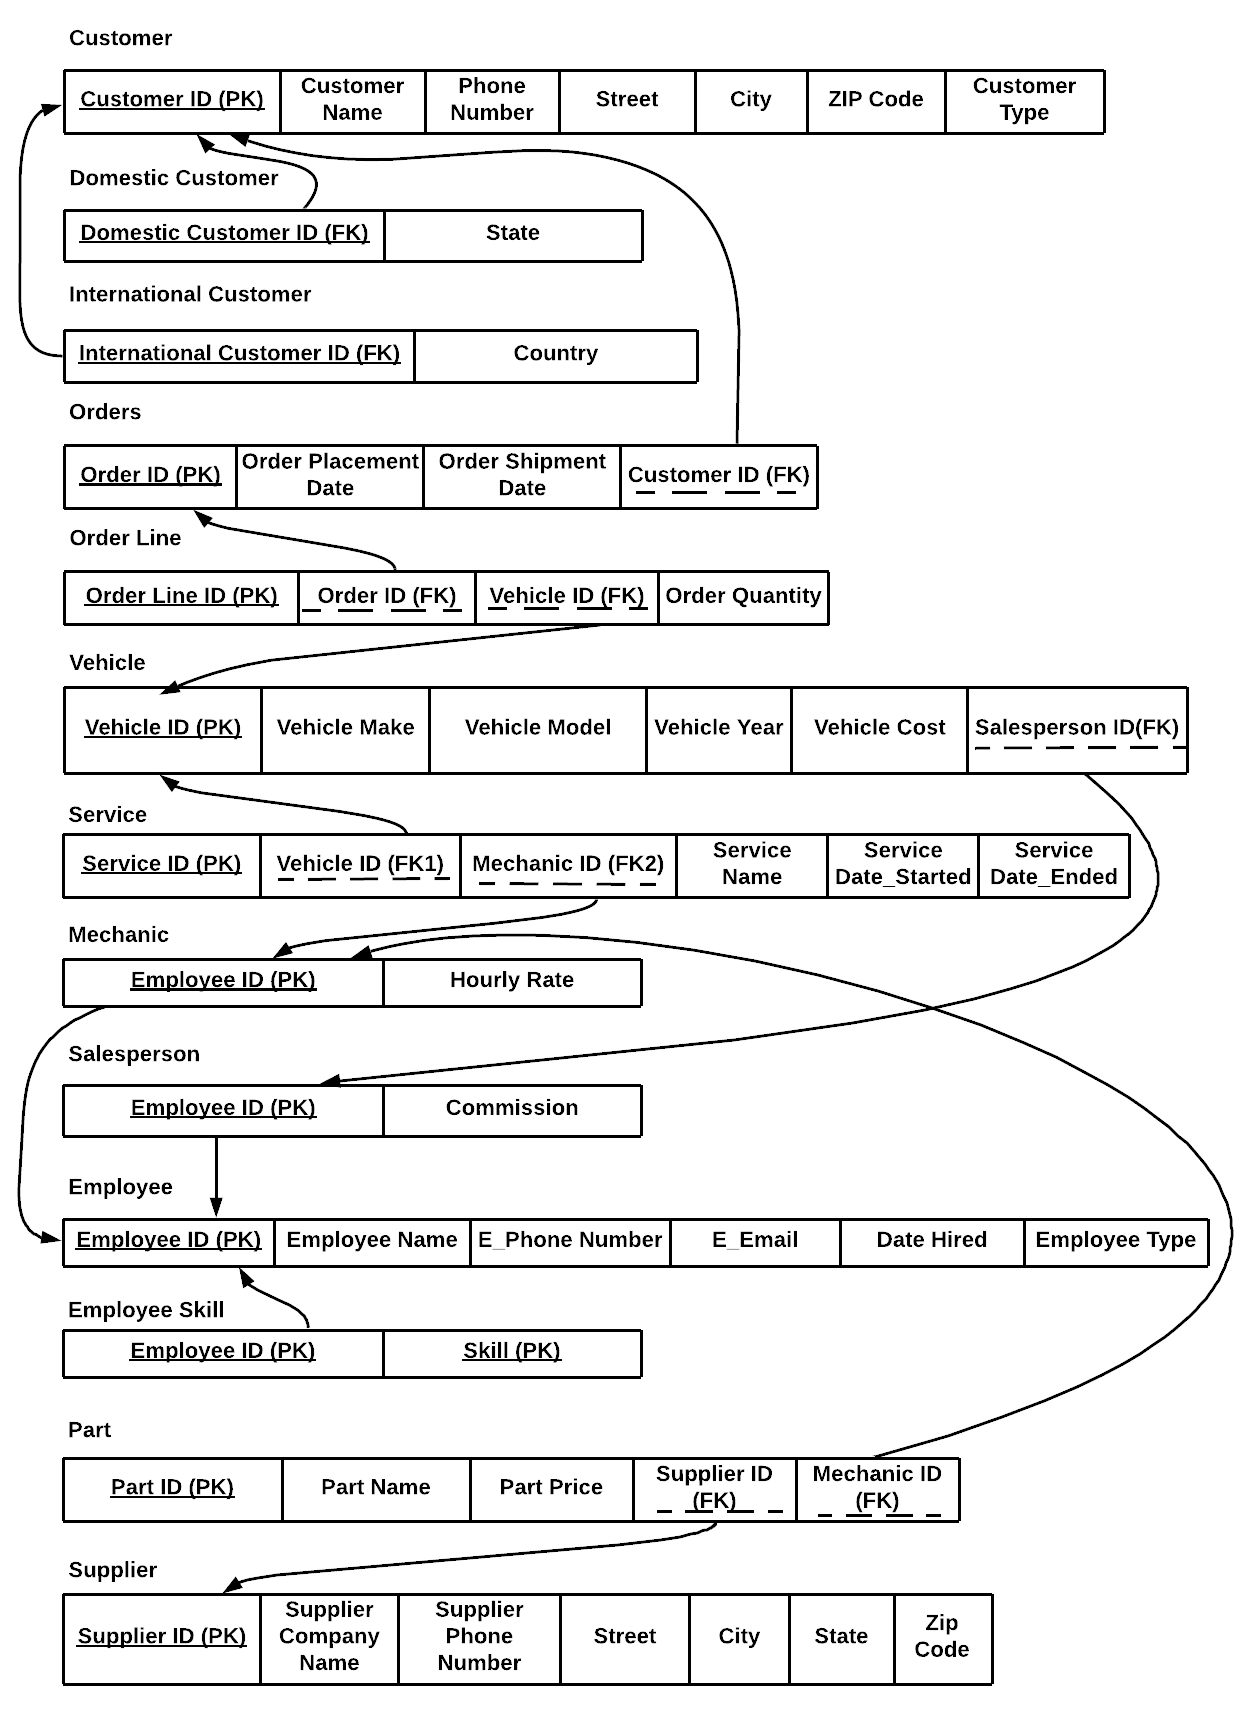 Customer
Customer ID (PK) Customer Name Phone Number Street City ZIP Code Customer Type
Domestic Customer
Domestic Customer ID (FK) State
International Customer
International Customer ID (FK) Country
Orders
Order ID (PK) Order Placement Date Order Shipment Date Customer ID (FK)
Order Line
Order Line ID (PK) Order ID (FK) Vehicle ID (FK) Order Quantity
Vehicle
Vehicle ID (PK) Vehicle Make Vehicle Model Vehicle Year Vehicle Cost Salesperson ID(FK)
Service
Service ID (PK) Vehicle ID (FK1) Mechanic ID (FK2) Service Name Service Date_Started Service Date_Ended
Mechanic
Employee ID (PK) Hourly Rate
Salesperson
Employee ID (PK) Commission
Employee
Employee ID (PK) Employee Name E_Phone Number E_Email Date Hired Employee Type
Employee Skill
Employee ID (PK) Skill (PK)
Part
Part ID (PK) Part Name Part Price Supplier ID (FK) Mechanic ID (FK)
Supplier
Supplier ID (PK) Supplier Company Name Supplier Phone Number Street City State Zip Code